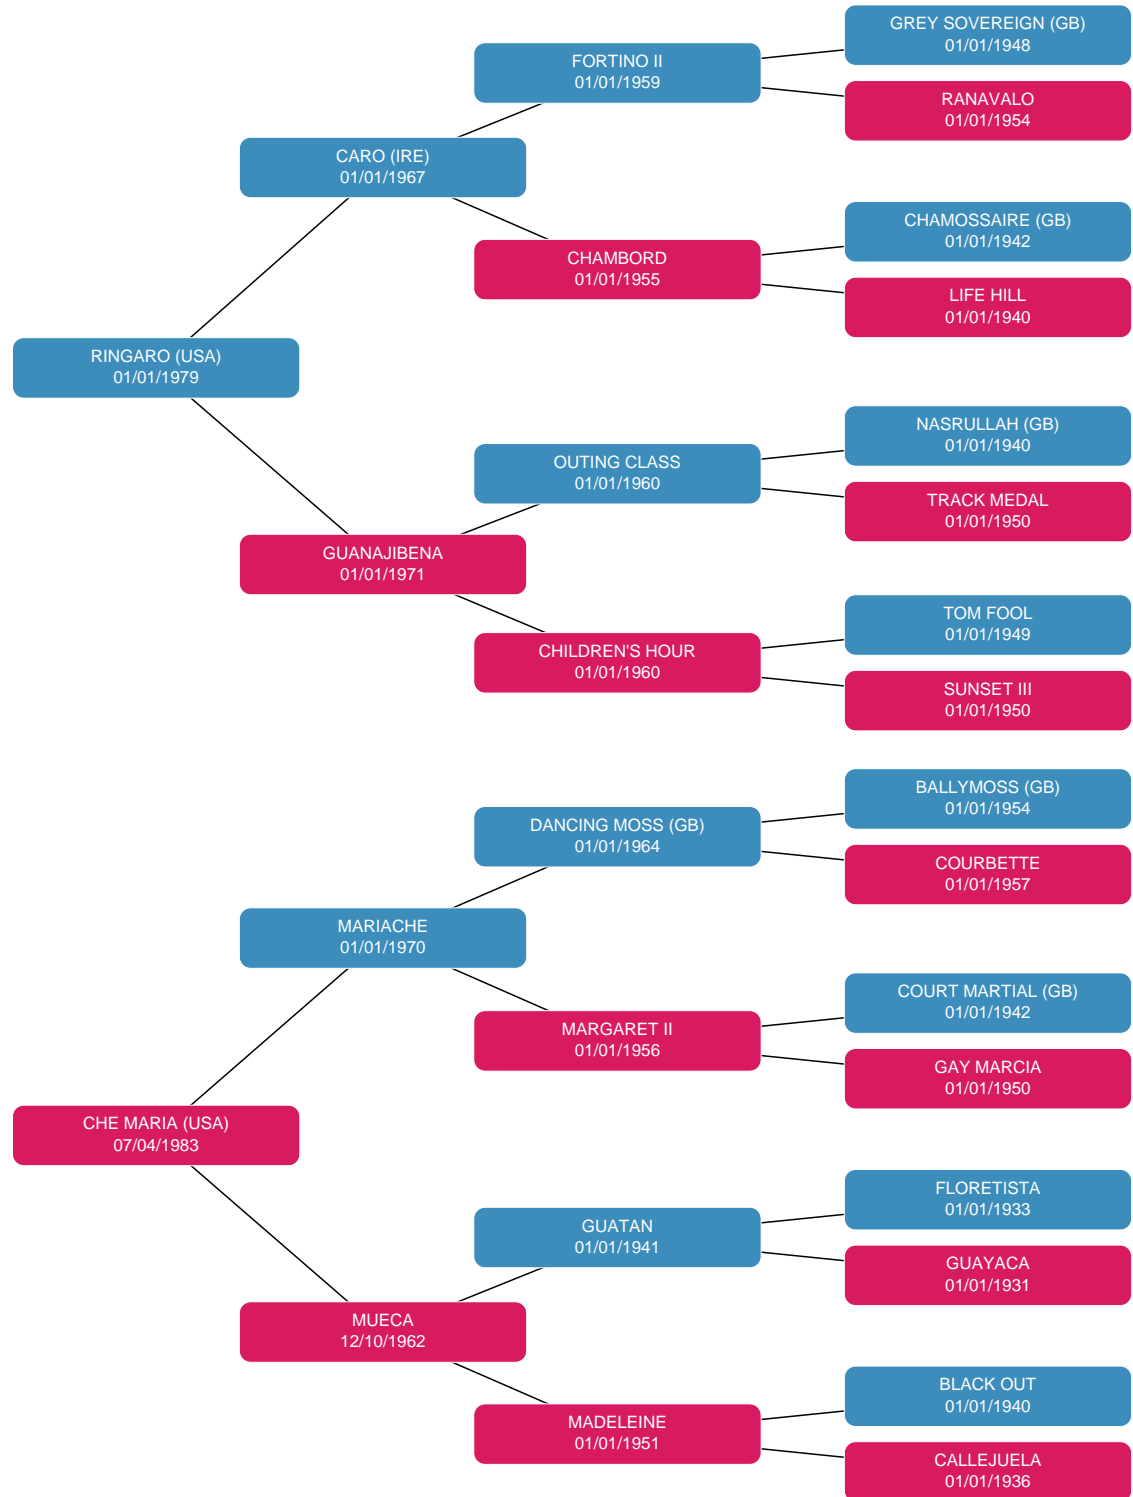 GREY SOVEREIGN (GB)
01/01/1948
FORTINO II
01/01/1959
RANAVALO
01/01/1954
CARO (IRE)
01/01/1967
CHAMOSSAIRE (GB)
01/01/1942
CHAMBORD
01/01/1955
LIFE HILL
01/01/1940
RINGARO (USA)
01/01/1979
NASRULLAH (GB)
01/01/1940
OUTING CLASS
01/01/1960
TRACK MEDAL
01/01/1950
GUANAJIBENA
01/01/1971
TOM FOOL
01/01/1949
CHILDREN'S HOUR
01/01/1960
SUNSET III
01/01/1950
BALLYMOSS (GB)
01/01/1954
DANCING MOSS (GB)
01/01/1964
COURBETTE
01/01/1957
MARIACHE
01/01/1970
COURT MARTIAL (GB)
01/01/1942
MARGARET II
01/01/1956
GAY MARCIA
01/01/1950
CHE MARIA (USA)
07/04/1983
FLORETISTA
01/01/1933
GUATAN
01/01/1941
GUAYACA
01/01/1931
MUECA
12/10/1962
BLACK OUT
01/01/1940
MADELEINE
01/01/1951
CALLEJUELA
01/01/1936